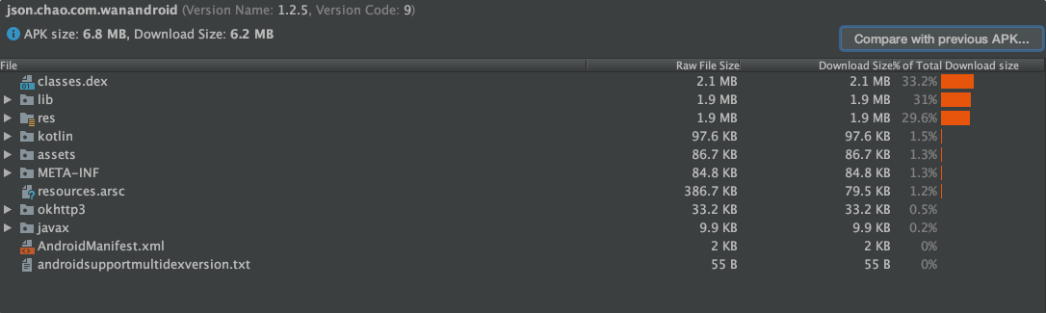 json.chao.com.wanandroid (Version Name: 1.2.5, Version Code: 9)
APK size: 6.8 MB, Download Size: 6.2 MB
Compare with previous APK...
File Raw File Size Download Size % of Total Download size
classes.dex 2.1 MB 2.1 MB 33.2%
lib 1.9 MB 1.9 MB 31%
res 1.9 MB 1.9 MB 29.6%
kotlin 97.6 KB 97.6 KB 1.5%
assets 86.7 KB 86.7 KB 1.3%
META-INF 84.8 KB 84.8 KB 1.3%
resources.arsc 386.7 KB 79.5 KB 1.2%
okhttp3 33.2 KB 33.2 KB 0.5%
javax 9.9 KB 9.9 KB 0.2%
AndroidManifest.xml 2 KB 2 KB 0%
androidsupportmultidexversion.txt 55 B 55 B 0%